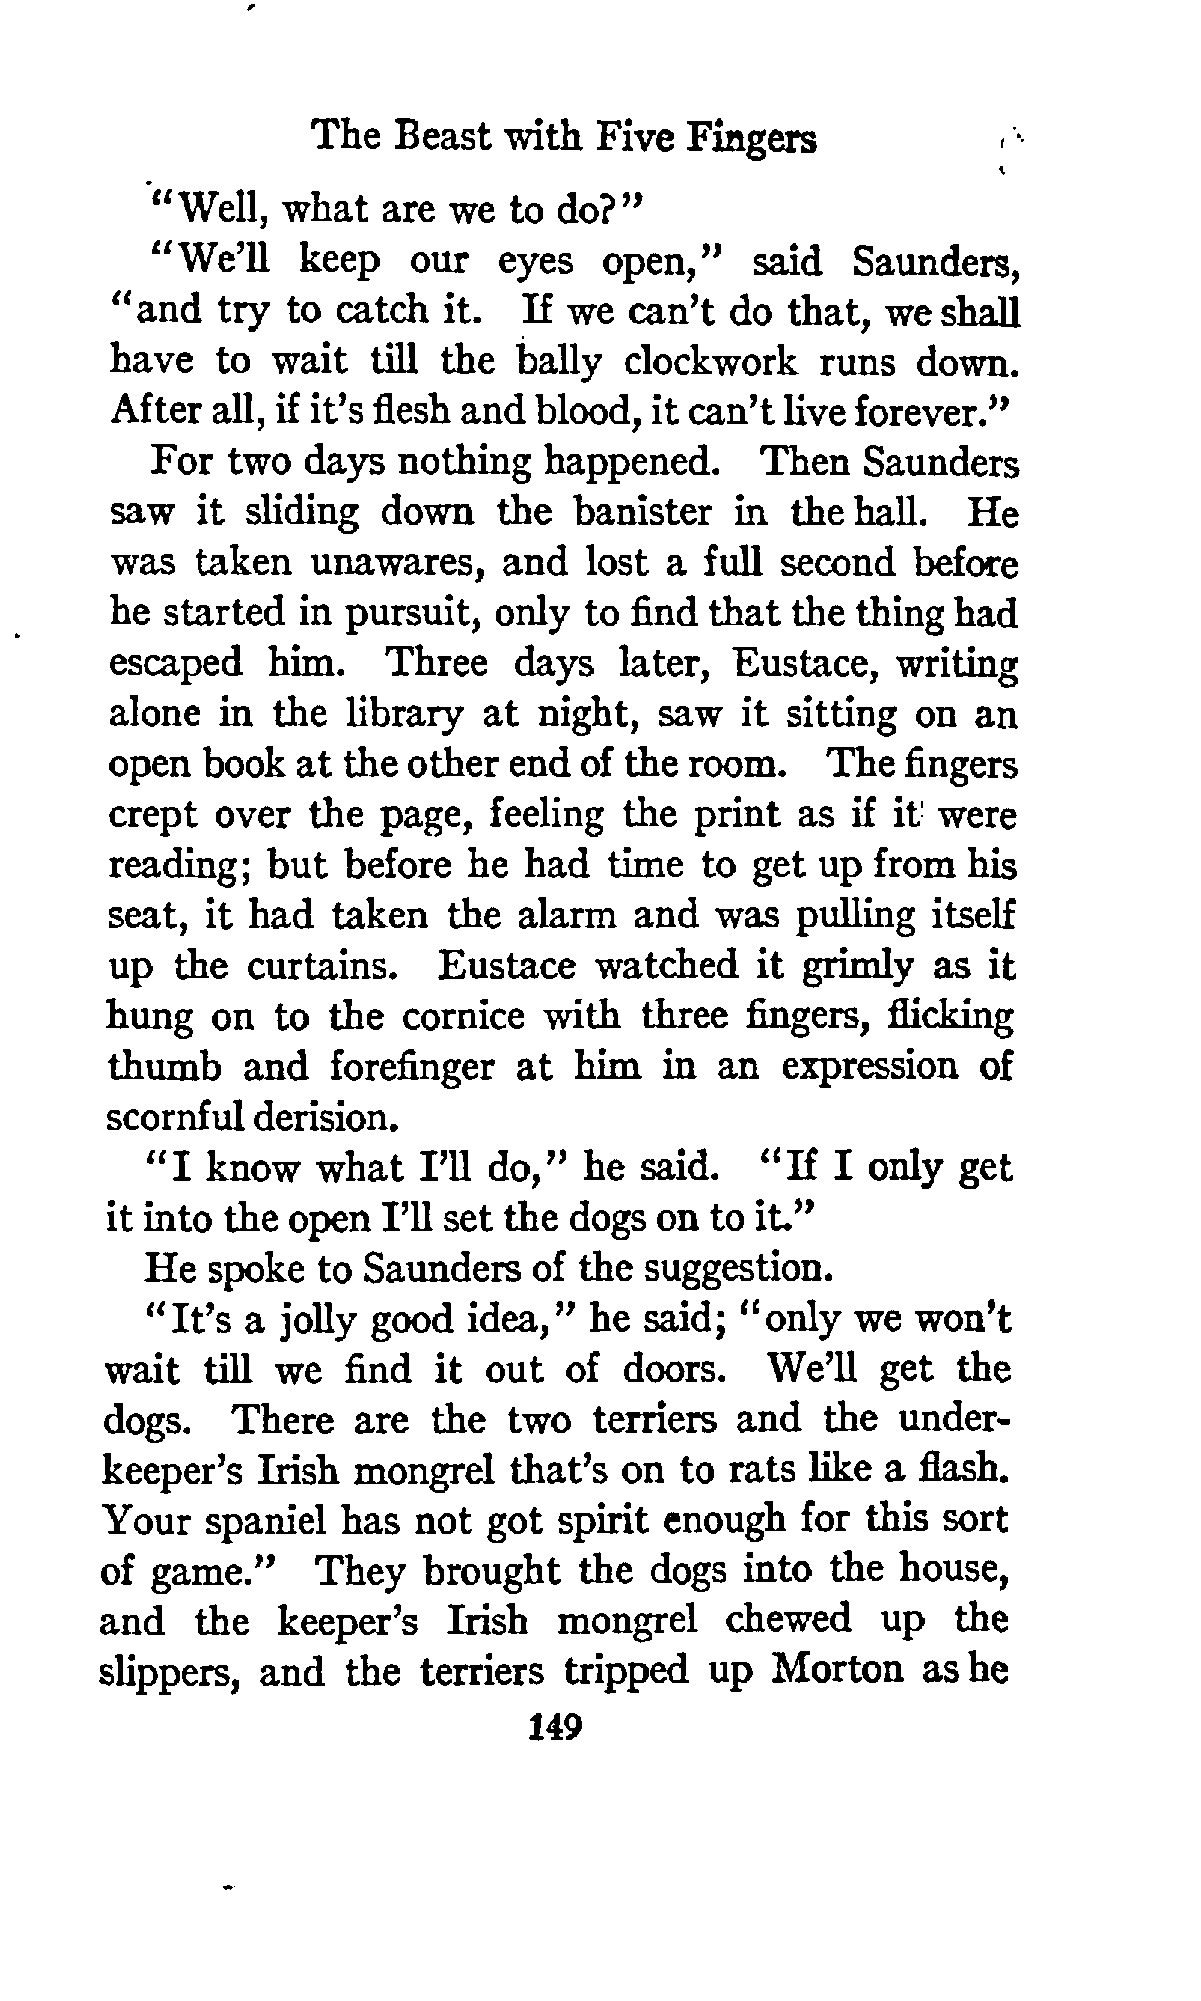 The Beast with Five Fingers
"Well, what are we to do?"
"We'll keep our eyes open," said Saunders,
"and try to catch it. If we can't do that, we shall
have to wait till the bally clockwork runs down.
After all, if it's flesh and blood, it can't live forever."
For two days nothing happened. Then Saunders
saw it sliding down the banister in the hall. He
was taken unawares, and lost a full second before
he started in pursuit, only to find that the thing had
escaped him. Three days later, Eustace, writing
alone in the library at night, saw it sitting on an
open book at the other end of the room. The fingers
crept over the page, feeling the print as if it were
reading; but before he had time to get up from his
seat, it had taken the alarm and was pulling itself
up the curtains. Eustace watched it grimly as it
hung on to the cornice with three fingers, flicking
thumb and forefinger at him in an expression of
scornful derision.
"I know what I'll do," he said. "If I only get
it into the open I'll set the dogs on to it."
He spoke to Saunders of the suggestion.
"It's a jolly good idea," he said; "only we won't
wait till we find it out of doors. We'll get the
dogs. There are the two terriers and the under-
keeper's Irish mongrel that's on to rats like a flash.
Your spaniel has not got spirit enough for this sort
of game." They brought the dogs into the house,
and the keeper's Irish mongrel chewed up the
slippers, and the terriers tripped up Morton as he
149